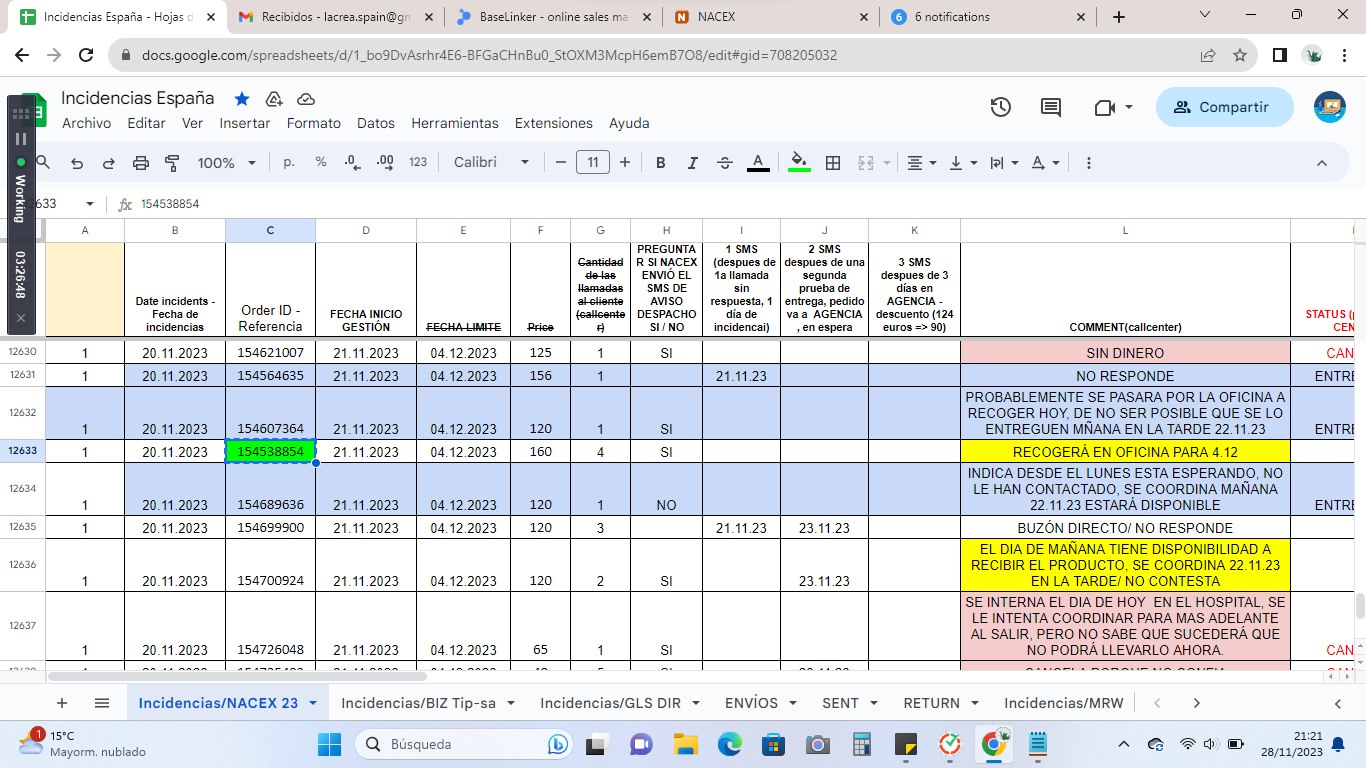 Incidencias España - Hojas d
Recibidos - lacrea.spain@gm
BaseLinker - online sales ma
NACEX
6 notifications
docs.google.com/spreadsheets/d/1_bo9DvAsrhr4E6-BFGaCHnBu0_StOXM3McpH6emB7O8/edit#gid=708205032
Incidencias España
Archivo Editar Ver Insertar Formato Datos Herramientas Extensiones Ayuda
Compartir
100% p. % .0 .00 123 Calibri 11 B I A
Working
03:26:48
2633 fx 154538854
A B C D E F G H I J K L
Date incidents - Fecha de incidencias
Order ID - Referencia
FECHA INICIO GESTIÓN
FECHA LIMITE
Price
Cantidad de las llamadas al cliente (callcenter)
PREGUNTAR SI NACEX ENVIÓ EL SMS DE AVISO DESPACHO SI / NO
1 SMS (despues de 1a llamada sin respuesta, 1 día de incidencai)
2 SMS despues de una segunda prueba de entrega, pedido va a AGENCIA , en espera
3 SMS despues de 3 días en AGENCIA - descuento (124 euros => 90)
COMMENT(callcenter)
STATUS (
CEN
12630 1 20.11.2023 154621007 21.11.2023 04.12.2023 125 1 SI SIN DINERO CAN
12631 1 20.11.2023 154564635 21.11.2023 04.12.2023 156 1 21.11.23 NO RESPONDE ENTRE
12632 1 20.11.2023 154607364 21.11.2023 04.12.2023 120 1 SI PROBABLEMENTE SE PASARA POR LA OFICINA A RECOGER HOY, DE NO SER POSIBLE QUE SE LO ENTREGUEN MÑANA EN LA TARDE 22.11.23 ENTRE
12633 1 20.11.2023 154538854 21.11.2023 04.12.2023 160 4 SI RECOGERÁ EN OFICINA PARA 4.12
12634 1 20.11.2023 154689636 21.11.2023 04.12.2023 120 1 NO INDICA DESDE EL LUNES ESTA ESPERANDO, NO LE HAN CONTACTADO, SE COORDINA MAÑANA 22.11.23 ESTARÁ DISPONIBLE ENTRE
12635 1 20.11.2023 154699900 21.11.2023 04.12.2023 120 3 21.11.23 23.11.23 BUZÓN DIRECTO/ NO RESPONDE
12636 1 20.11.2023 154700924 21.11.2023 04.12.2023 120 2 SI 23.11.23 EL DIA DE MAÑANA TIENE DISPONIBILIDAD A RECIBIR EL PRODUCTO, SE COORDINA 22.11.23 EN LA TARDE/ NO CONTESTA
12637 1 20.11.2023 154726048 21.11.2023 04.12.2023 65 1 SI SE INTERNA EL DIA DE HOY EN EL HOSPITAL, SE LE INTENTA COORDINAR PARA MAS ADELANTE AL SALIR, PERO NO SABE QUE SUCEDERÁ QUE NO PODRÁ LLEVARLO AHORA. CAN
Incidencias/NACEX 23 Incidencias/BIZ Tip-sa Incidencias/GLS DIR ENVÍOS SENT RETURN Incidencias/MRW
1
15°C
Mayorm. nublado
Búsqueda
21:21
28/11/2023